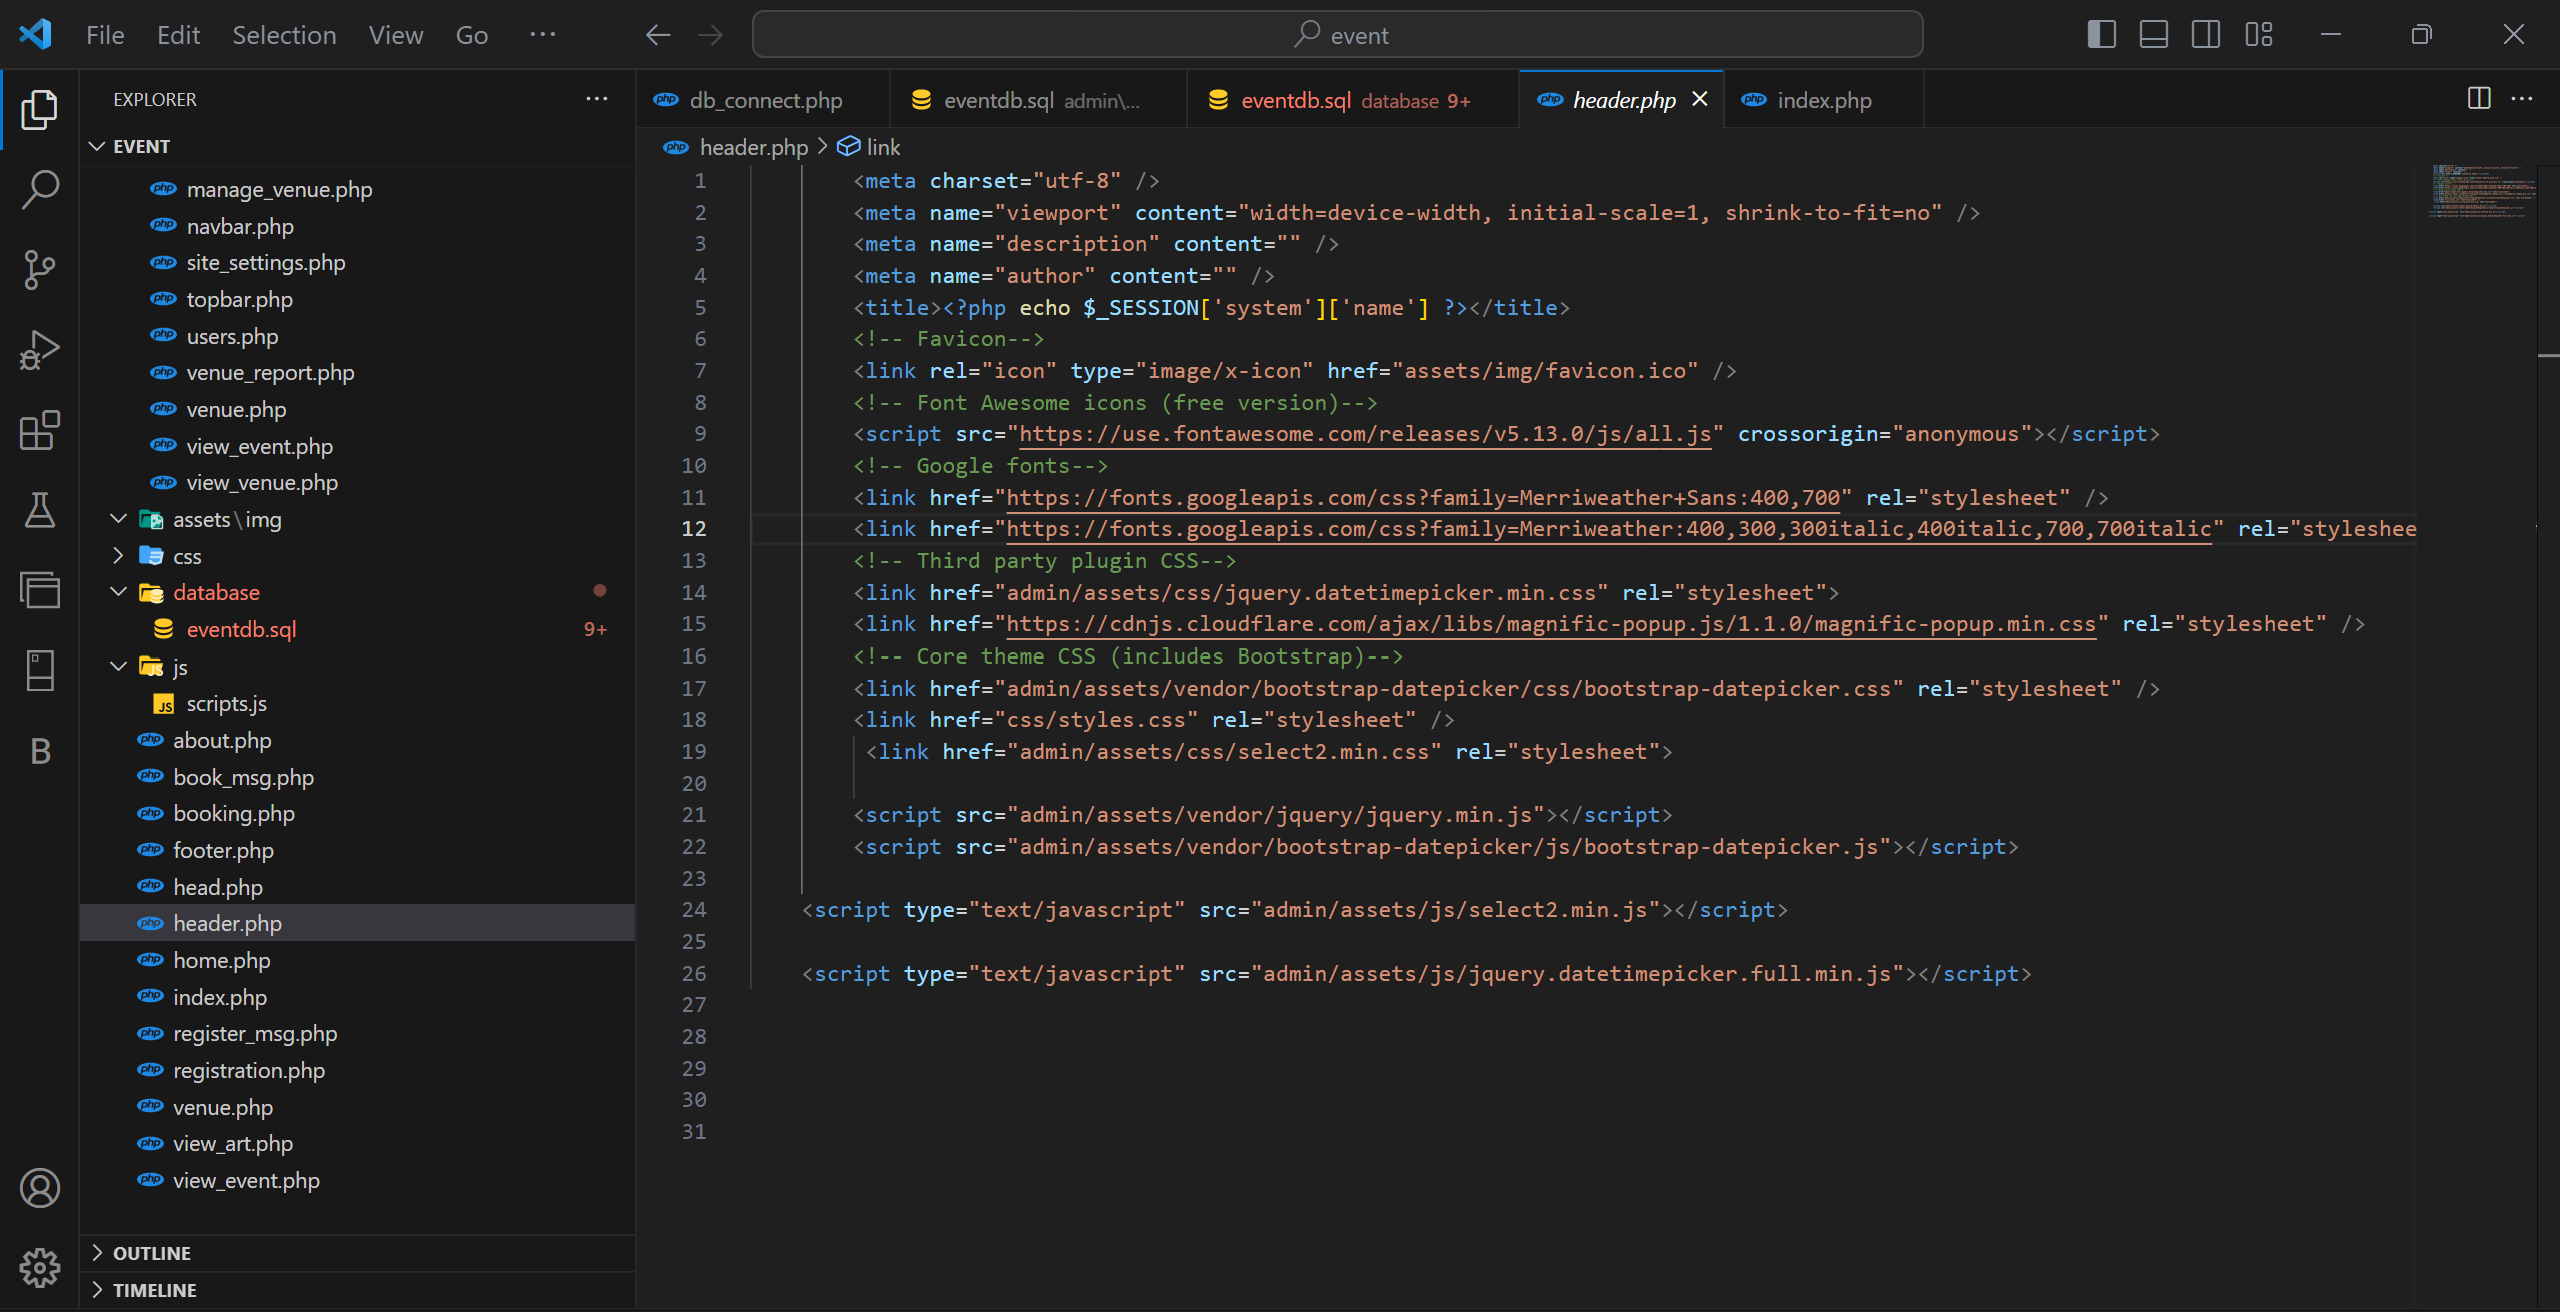 File Edit Selection View Go ···
event
EXPLORER
EVENT
manage_venue.php
navbar.php
site_settings.php
topbar.php
users.php
venue_report.php
venue.php
view_event.php
view_venue.php
assets\img
css
database
eventdb.sql 9+
js
scripts.js
about.php
book_msg.php
booking.php
footer.php
head.php
header.php
home.php
index.php
register_msg.php
registration.php
venue.php
view_art.php
view_event.php
OUTLINE
TIMELINE
db_connect.php eventdb.sql admin\... eventdb.sql database 9+ header.php index.php
header.php > link
1 <meta charset="utf-8" />
2 <meta name="viewport" content="width=device-width, initial-scale=1, shrink-to-fit=no" />
3 <meta name="description" content="" />
4 <meta name="author" content="" />
5 <title><?php echo $_SESSION['system']['name'] ?></title>
6 <!-- Favicon-->
7 <link rel="icon" type="image/x-icon" href="assets/img/favicon.ico" />
8 <!-- Font Awesome icons (free version)-->
9 <script src="https://use.fontawesome.com/releases/v5.13.0/js/all.js" crossorigin="anonymous"></script>
10 <!-- Google fonts-->
11 <link href="https://fonts.googleapis.com/css?family=Merriweather+Sans:400,700" rel="stylesheet" />
12 <link href="https://fonts.googleapis.com/css?family=Merriweather:400,300,300italic,400italic,700,700italic" rel="styleshee
13 <!-- Third party plugin CSS-->
14 <link href="admin/assets/css/jquery.datetimepicker.min.css" rel="stylesheet">
15 <link href="https://cdnjs.cloudflare.com/ajax/libs/magnific-popup.js/1.1.0/magnific-popup.min.css" rel="stylesheet" />
16 <!-- Core theme CSS (includes Bootstrap)-->
17 <link href="admin/assets/vendor/bootstrap-datepicker/css/bootstrap-datepicker.css" rel="stylesheet" />
18 <link href="css/styles.css" rel="stylesheet" />
19 <link href="admin/assets/css/select2.min.css" rel="stylesheet">
20
21 <script src="admin/assets/vendor/jquery/jquery.min.js"></script>
22 <script src="admin/assets/vendor/bootstrap-datepicker/js/bootstrap-datepicker.js"></script>
23
24 <script type="text/javascript" src="admin/assets/js/select2.min.js"></script>
25
26 <script type="text/javascript" src="admin/assets/js/jquery.datetimepicker.full.min.js"></script>
27
28
29
30
31